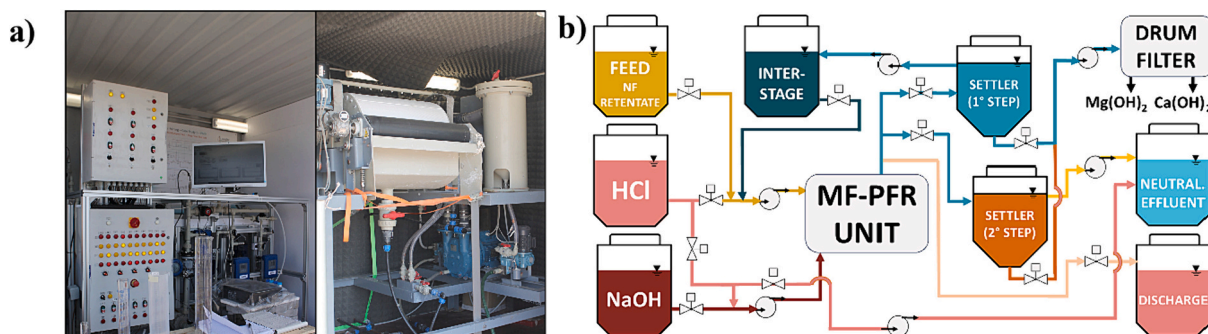 a)
b)
FEED
NF
RETENTATE
INTER-
STAGE
SETTLER
(1° STEP)
DRUM
FILTER
Mg(OH)2 Ca(OH)2
HCl
MF-PFR
UNIT
SETTLER
(2° STEP)
NEUTRAL.
EFFLUENT
NaOH
DISCHARGE